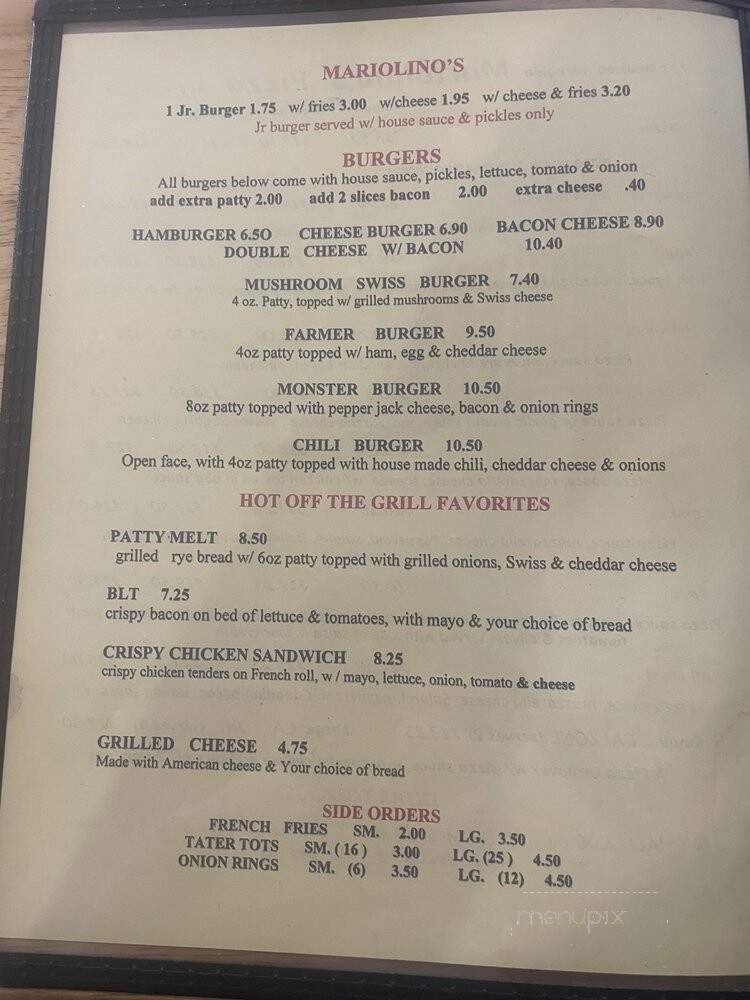 MARIOLINO'S
1 Jr. Burger 1.75 w/ fries 3.00 w/cheese 1.95 w/ cheese & fries 3.20
Jr burger served w/ house sauce & pickles only
BURGERS
All burgers below come with house sauce, pickles, lettuce, tomato & onion
add extra patty 2.00 add 2 slices bacon 2.00 extra cheese .40
HAMBURGER 6.50 CHEESE BURGER 6.90 BACON CHEESE 8.90
DOUBLE CHEESE W/ BACON 10.40
MUSHROOM SWISS BURGER 7.40
4 oz. Patty, topped w/ grilled mushrooms & Swiss cheese
FARMER BURGER 9.50
4oz patty topped w/ ham, egg & cheddar cheese
MONSTER BURGER 10.50
8oz patty topped with pepper jack cheese, bacon & onion rings
CHILI BURGER 10.50
Open face, with 4oz patty topped with house made chili, cheddar cheese & onions
HOT OFF THE GRILL FAVORITES
PATTY MELT 8.50
grilled rye bread w/ 6oz patty topped with grilled onions, Swiss & cheddar cheese
BLT 7.25
crispy bacon on bed of lettuce & tomatoes, with mayo & your choice of bread
CRISPY CHICKEN SANDWICH 8.25
crispy chicken tenders on French roll, w/ mayo, lettuce, onion, tomato & cheese
GRILLED CHEESE 4.75
Made with American cheese & Your choice of bread
SIDE ORDERS
FRENCH FRIES SM. 2.00 LG. 3.50
TATER TOTS SM. (16) 3.00 LG. (25) 4.50
ONION RINGS SM. (6) 3.50 LG. (12) 4.50
menupix